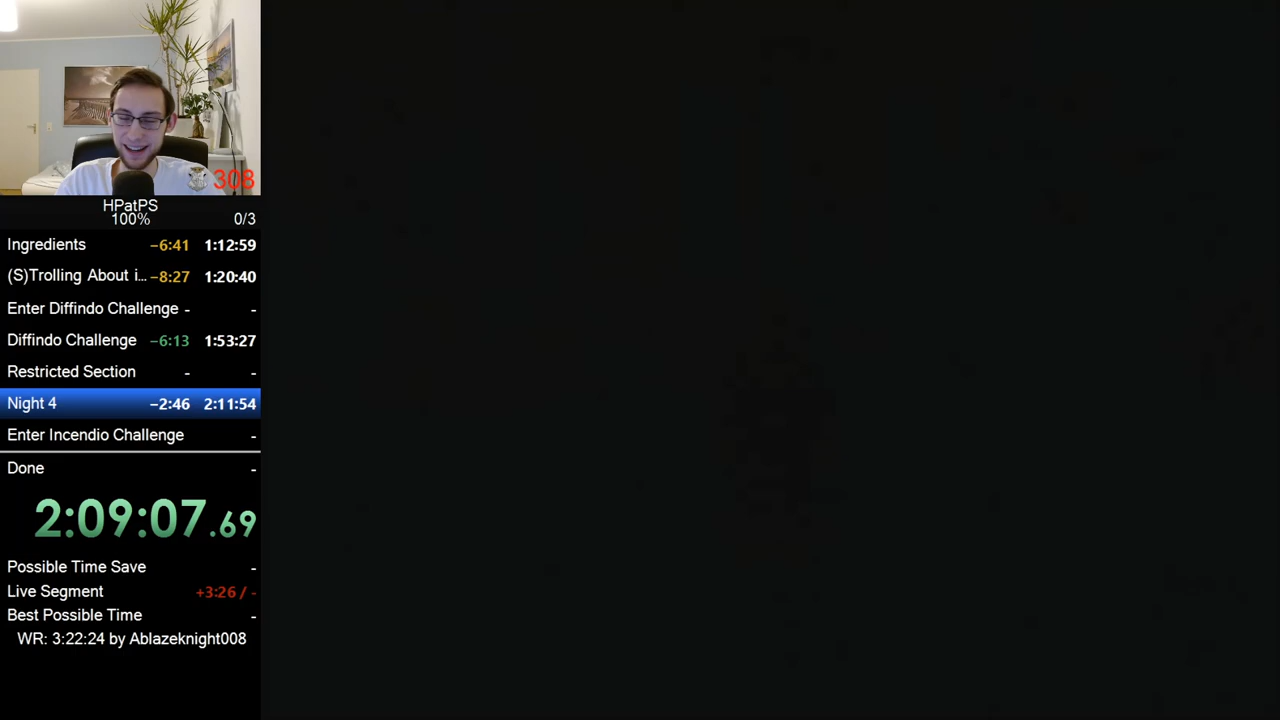 308
HPatPS
100% 0/3
Ingredients −6:41 1:12:59
(S)Trolling About i... −8:27 1:20:40
Enter Diffindo Challenge - -
Diffindo Challenge −6:13 1:53:27
Restricted Section - -
Night 4 −2:46 2:11:54
Enter Incendio Challenge -
Done -
2:09:07.69
Possible Time Save -
Live Segment +3:26 / -
Best Possible Time -
WR: 3:22:24 by Ablazeknight008